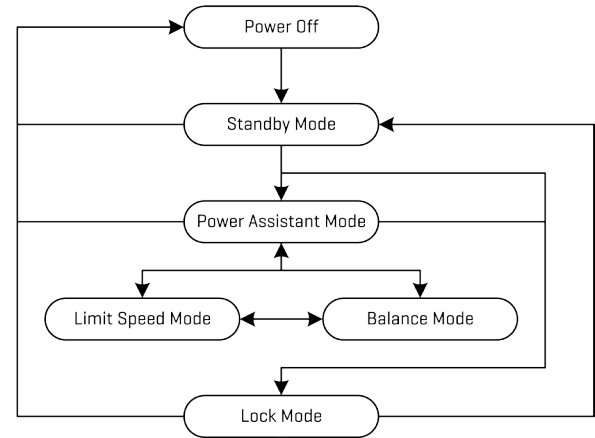 Power Off
Standby Mode
Power Assistant Mode
Limit Speed Mode
Balance Mode
Lock Mode